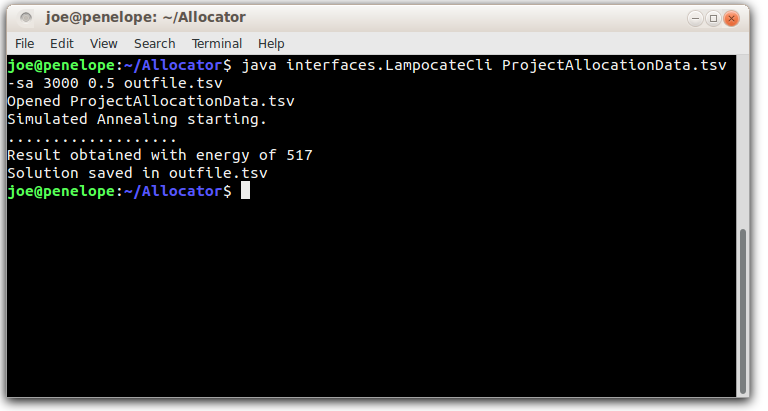 joe@penelope: ~/Allocator
File Edit View Search Terminal Help
joe@penelope:~/Allocator$ java interfaces.LampocateCli ProjectAllocationData.tsv
-sa 3000 0.5 outfile.tsv
Opened ProjectAllocationData.tsv
Simulated Annealing starting.
...................
Result obtained with energy of 517
Solution saved in outfile.tsv
joe@penelope:~/Allocator$